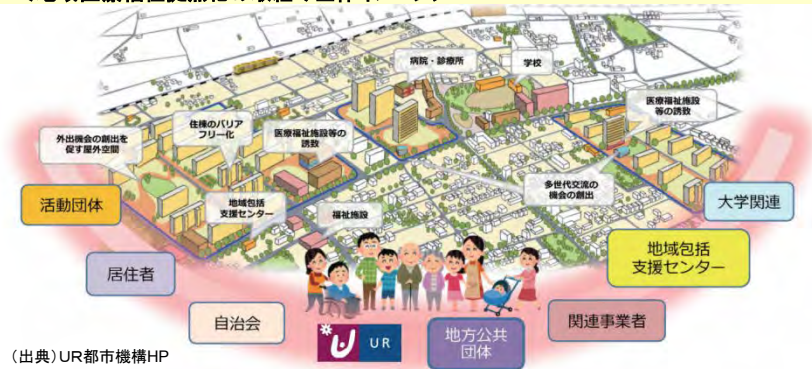 病院・診療所
学校
医療福祉施設
等の誘致
住棟のバリア
フリー化
外出機会の創出を
促す屋外空間
医療福祉施設等の
誘致
多世代交流の
機会の創出
地域包括
支援センター
福祉施設
活動団体
大学関連
居住者
地域包括
支援センター
自治会
UR
地方公共
団体
関連事業者
(出典)UR都市機構HP